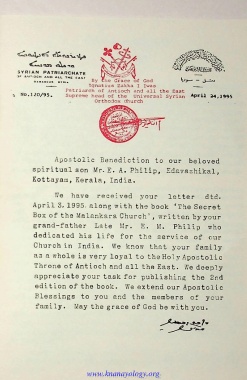 www.knanayology.org
SYRIAN PATRIARCHATE
OF ANTIOCH AND ALL THE EAST
DAMASCUS, SYRIA
By the Grace of God
Ignatius Zakka I Iwas
Patriarch of Antioch and all the East
Supreme Head of the Universal Syrian
Orthodox Church
No.120/95.
April 24,1995
Apostolic Benediction to our beloved
spiritual son Mr.E.A. Philip, Edavazhikal,
Kottayam, Kerala, India.
We have received your letter dtd.
April 3.1995 along with the book 'The Secret
Box of the Malankara Church', written by your
grand-father Late Mr. E. M. Philip who
dedicated his life for the service of our
Church in India. We know that your family
as a whole is very loyal to the Holy Apostolic
Throne of Antioch and all the East. We deeply
appreciate your task for publishing the 2nd
edition of the book. We extend our Apostolic
Blessings to you and the members of your
family. May the grace of God be with you.
www.knanayology.org